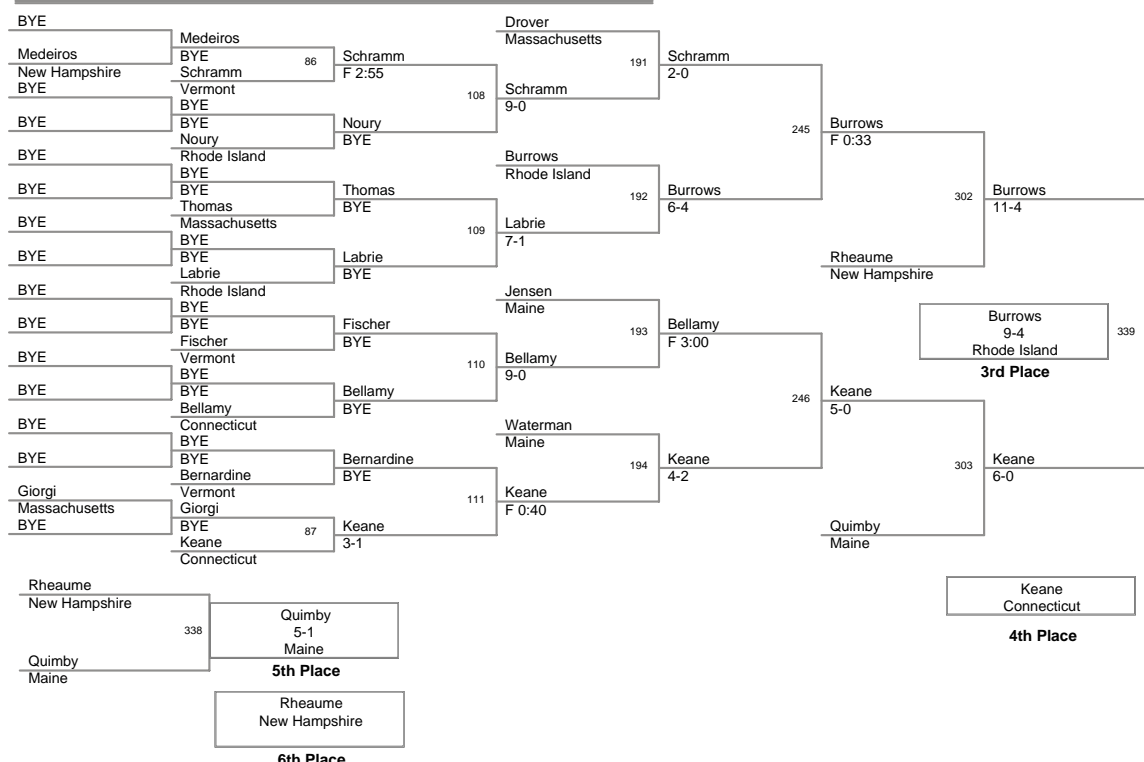 BYE
Medeiros
New Hampshire
BYE
BYE
BYE
BYE
BYE
BYE
BYE
BYE
BYE
BYE
BYE
BYE
Giorgi
Massachusetts
BYE
Medeiros
BYE
86
Schramm
Vermont
BYE
BYE
Noury
Rhode Island
BYE
BYE
Thomas
Massachusetts
BYE
BYE
Labrie
Rhode Island
BYE
BYE
Fischer
Vermont
BYE
BYE
Bellamy
Connecticut
BYE
BYE
Bernardine
Vermont
Giorgi
BYE
87
Keane
Connecticut
Schramm
F 2:55
108
Noury
BYE
Thomas
BYE
109
Labrie
BYE
Fischer
BYE
110
Bellamy
BYE
Bernardine
BYE
111
Keane
3-1
Drover
Massachusetts
191
Schramm
9-0
Burrows
Rhode Island
192
Labrie
7-1
Jensen
Maine
193
Bellamy
9-0
Waterman
Maine
194
Keane
F 0:40
Schramm
2-0
245
Burrows
6-4
Bellamy
F 3:00
246
Keane
4-2
Burrows
F 0:33
302
Rheaume
New Hampshire
Keane
5-0
303
Quimby
Maine
Burrows
11-4
Burrows
9-4
Rhode Island
339
3rd Place
Keane
6-0
Keane
Connecticut
4th Place
Rheaume
New Hampshire
338
Quimby
Maine
Quimby
5-1
Maine
5th Place
Rheaume
New Hampshire
6th Place